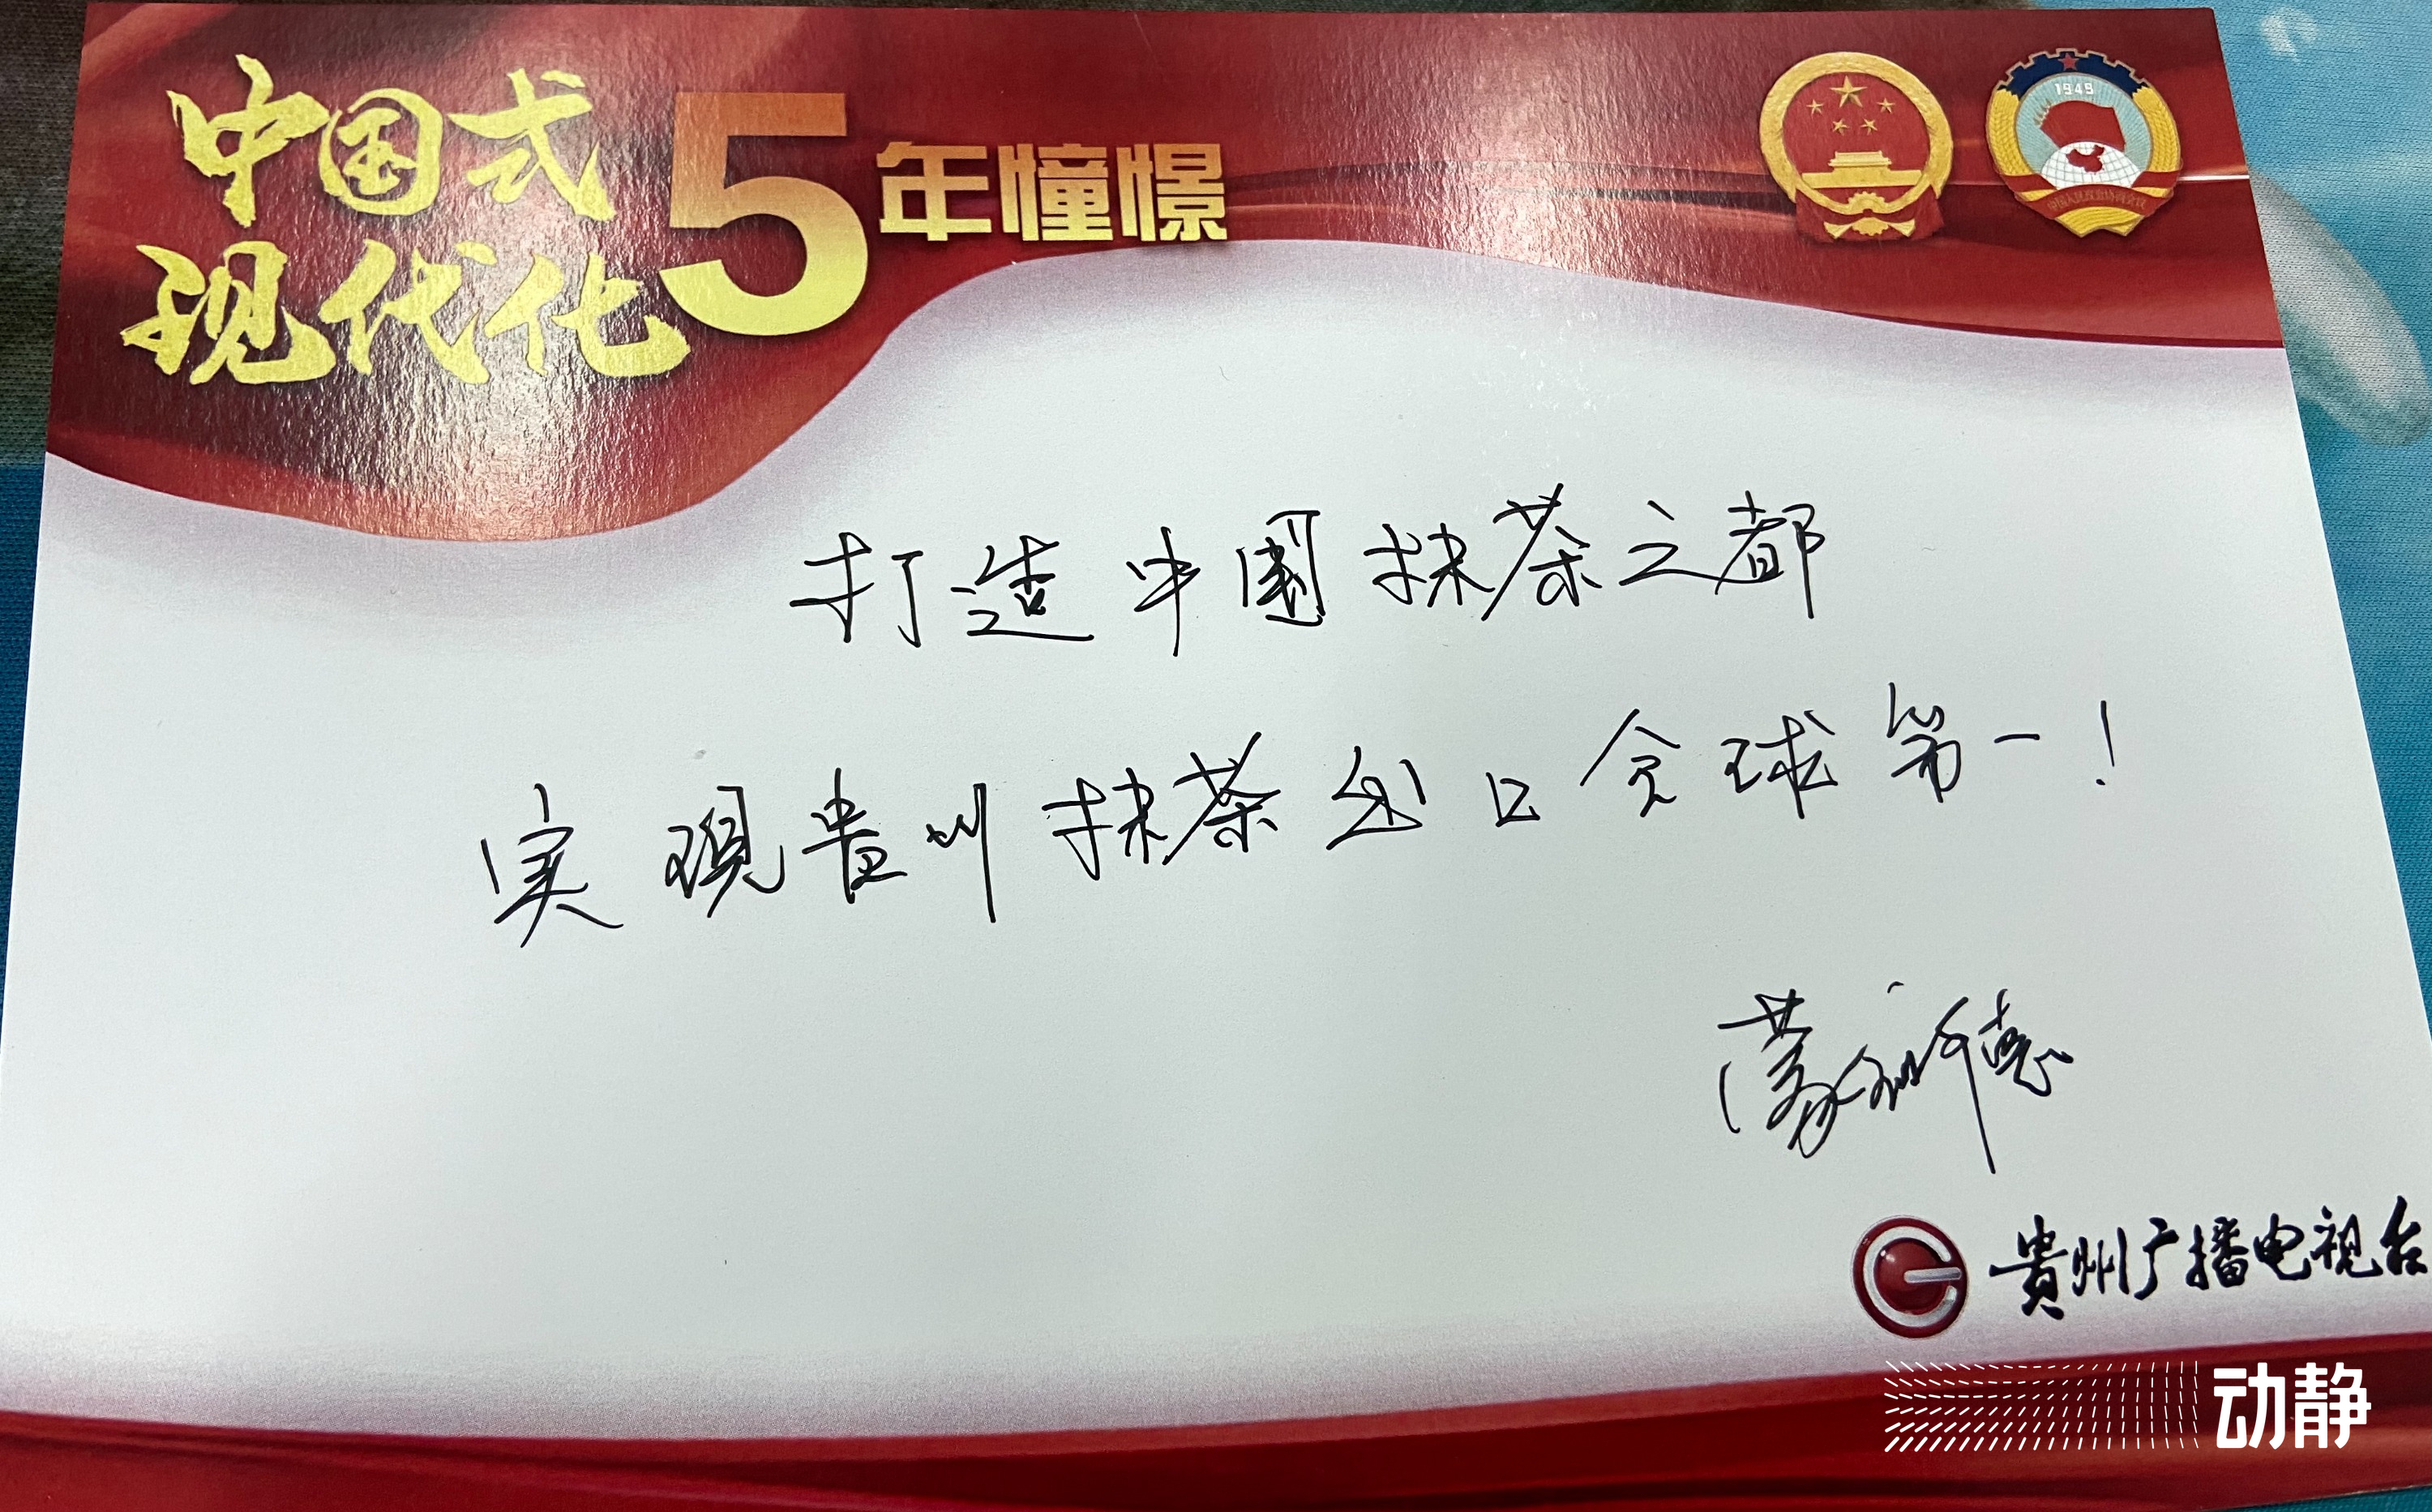 中国式
现代化
5年憧憬
1949
打造中國抹茶之都
实现贵州抹茶出口全球第一!
贵州广播电视台
动静